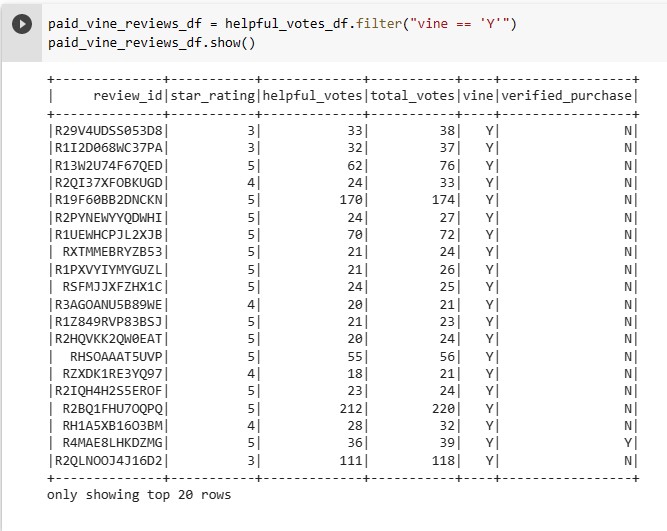 paid_vine_reviews_df = helpful_votes_df.filter("vine == 'Y'")
paid_vine_reviews_df.show()
+--------------+-----------+-------------+-----------+----+-----------------+
|     review_id|star_rating|helpful_votes|total_votes|vine|verified_purchase|
+--------------+-----------+-------------+-----------+----+-----------------+
|R29V4UDSS053D8|          3|           33|         38|   Y|                N|
|R1I2D068WC37PA|          3|           32|         37|   Y|                N|
|R13W2U74F67QED|          5|           62|         76|   Y|                N|
|R2QI37XFOBKUGD|          4|           24|         33|   Y|                N|
|R19F60BB2DNCKN|          5|          170|        174|   Y|                N|
|R2PYNEWYYQDWHI|          5|           24|         27|   Y|                N|
|R1UEWHCPJL2XJB|          5|           70|         72|   Y|                N|
| RXTMMEBRYZB53|          5|           21|         24|   Y|                N|
|R1PXVYIYMYGUZL|          5|           21|         26|   Y|                N|
| RSFMJJXFZHX1C|          5|           24|         25|   Y|                N|
|R3AGOANU5B89WE|          4|           20|         21|   Y|                N|
|R1Z849RVP83BSJ|          5|           21|         23|   Y|                N|
|R2HQVKK2QW0EAT|          5|           20|         24|   Y|                N|
|  RHSOAAAT5UVP|          5|           55|         56|   Y|                N|
| RZXDK1RE3YQ97|          4|           18|         21|   Y|                N|
|R2IQH4H2S5EROF|          5|           23|         24|   Y|                N|
| R2BQ1FHU7OQPQ|          5|          212|        220|   Y|                N|
| RH1A5XB16O3BM|          4|           28|         32|   Y|                N|
| R4MAE8LHKDZMG|          5|           36|         39|   Y|                Y|
|R2QLNOOJ4J16D2|          3|          111|        118|   Y|                N|
+--------------+-----------+-------------+-----------+----+-----------------+
only showing top 20 rows